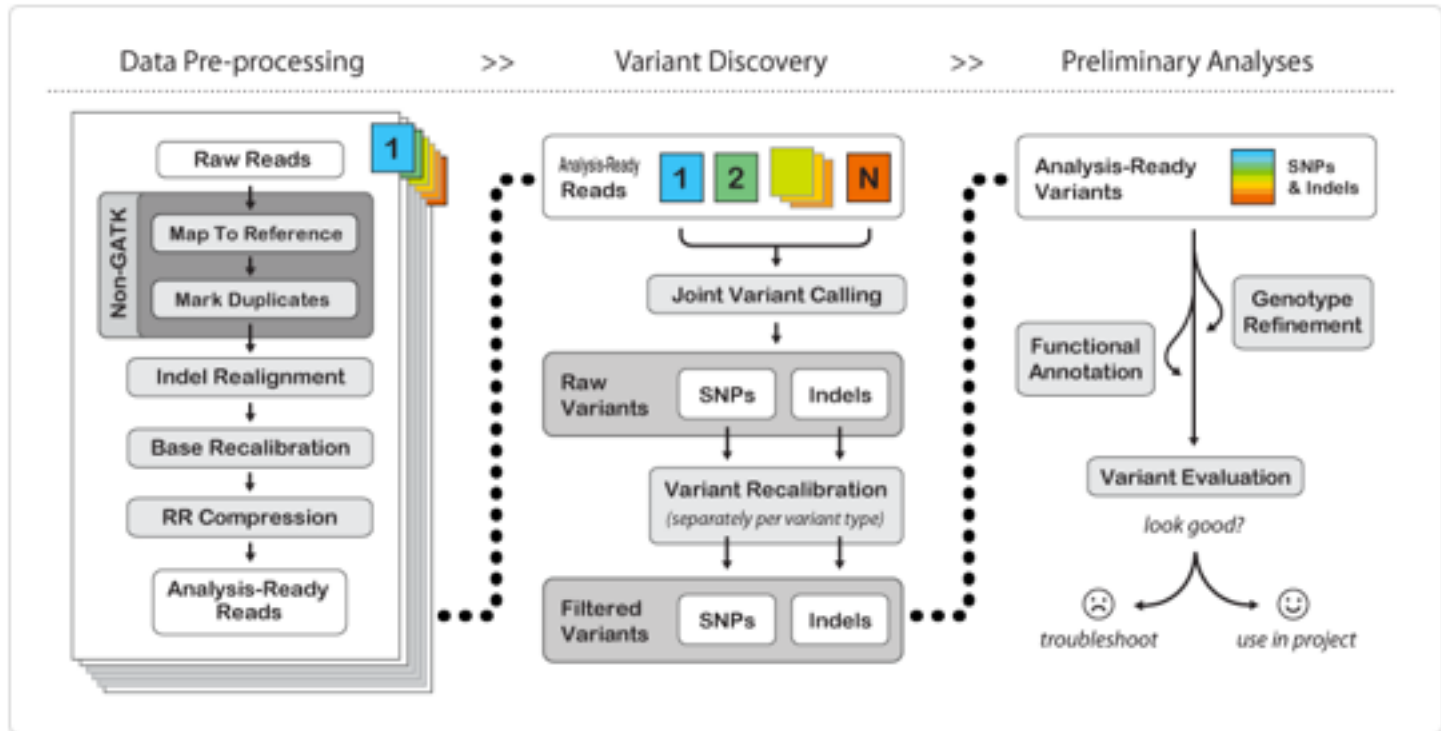 Data Pre-processing >> Variant Discovery >> Preliminary Analyses
Raw Reads
1
Non-GATK
Map To Reference
Mark Duplicates
Indel Realignment
Base Recalibration
RR Compression
Analysis-Ready
Reads
Analysis-Ready
Reads
1 2 N
Joint Variant Calling
Raw
Variants
SNPs Indels
Variant Recalibration
(separately per variant type)
Filtered
Variants
SNPs Indels
Analysis-Ready
Variants
SNPs
& Indels
Genotype
Refinement
Functional
Annotation
Variant Evaluation
look good?
troubleshoot use in project